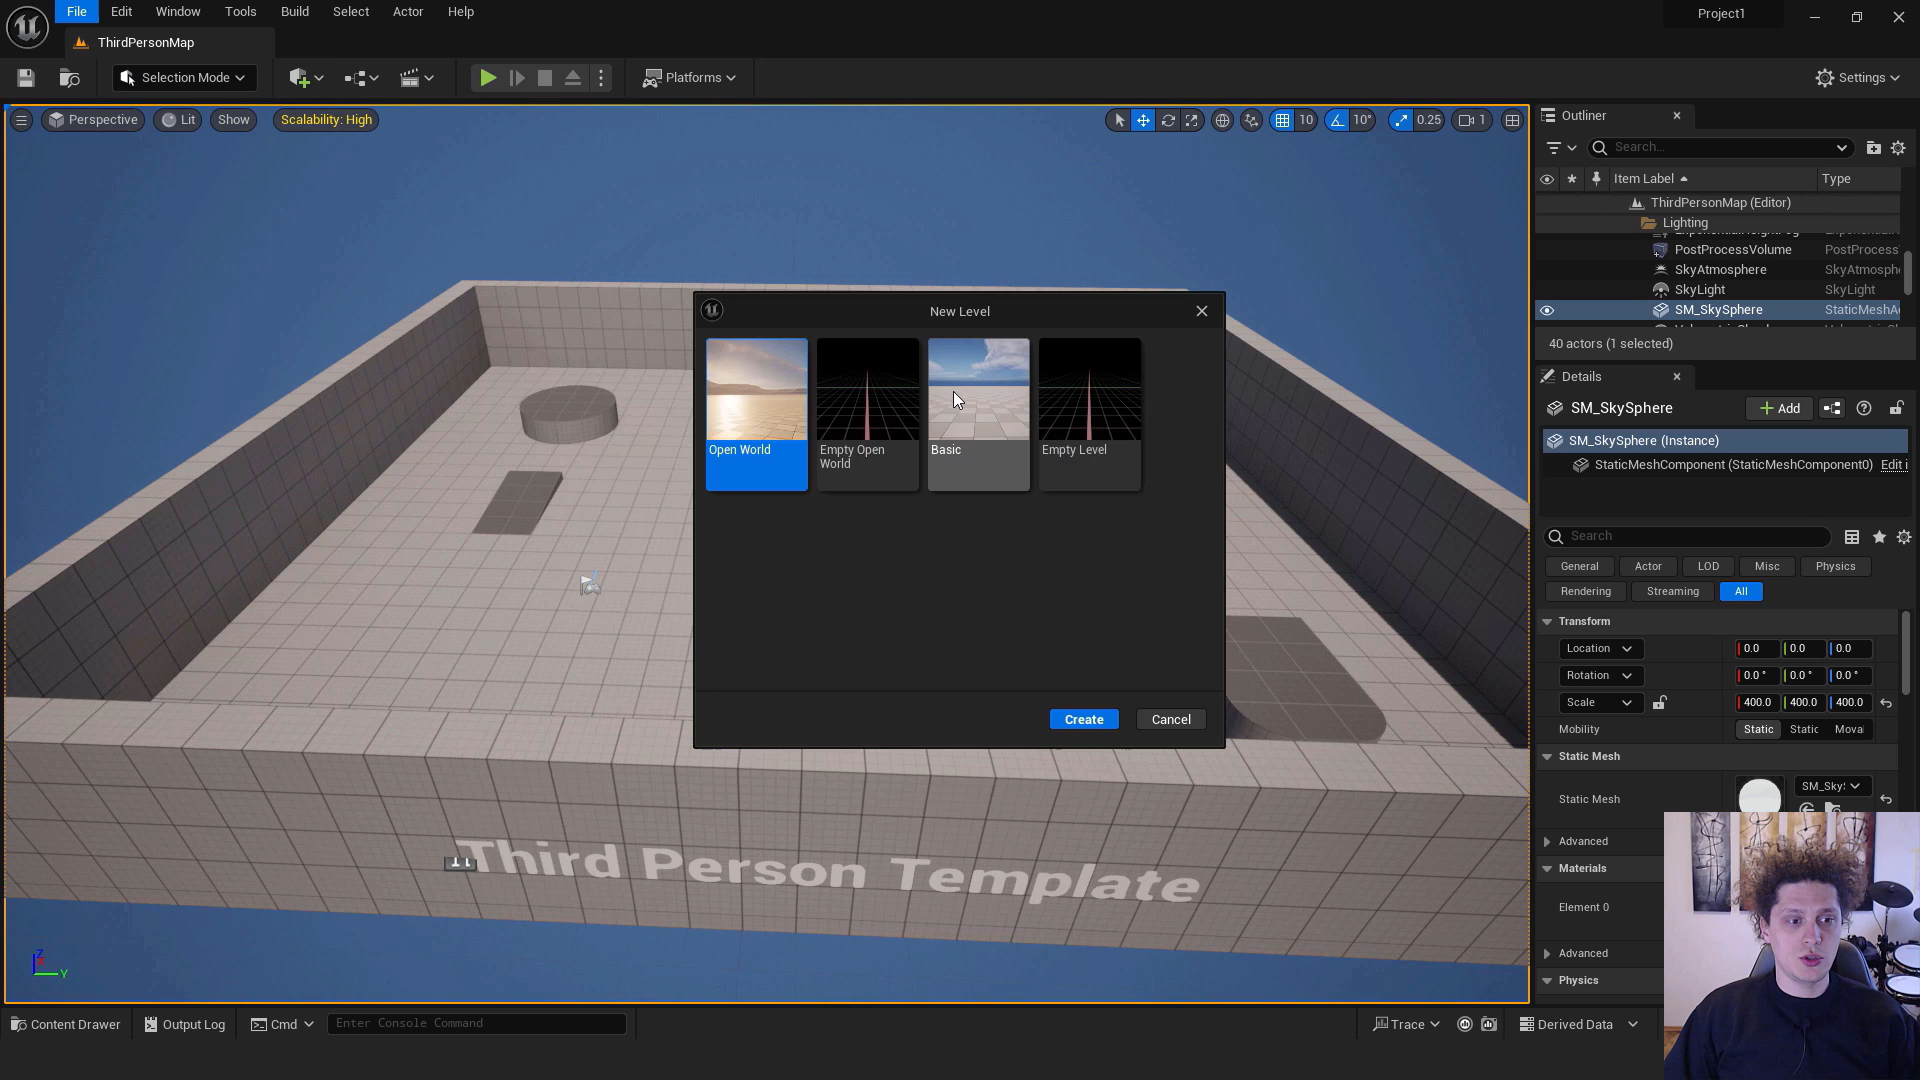 File Edit View Window Tools Build Select Actor Help
Project1
ThirdPersonMap
Selection Mode
Platforms
Settings
Perspective
Lit
Show
Scalability: High
10
10°
0.25
1
Outliner
Search...
Item Label
Type
ThirdPersonMap (Editor)
Lighting
PostProcessVolume
PostProcess
SkyAtmosphere
SkyAtmosph
SkyLight
SkyLight
SM_SkySphere
StaticMeshA
40 actors (1 selected)
New Level
Open World
Empty Open
World
Basic
Empty Level
Create
Cancel
Details
SM_SkySphere
Add
SM_SkySphere (Instance)
StaticMeshComponent (StaticMeshComponent0)
Edit i
Search
General
Actor
LOD
Misc
Physics
Rendering
Streaming
All
Transform
Location
0.0
0.0
0.0
Rotation
0.0 °
0.0 °
0.0 °
Scale
400.0
400.0
400.0
Mobility
Static
Static
Mova
Static Mesh
Static Mesh
SM_Sky
Advanced
Materials
Element 0
Advanced
Physics
Third Person Template
Z
Y
Content Drawer
Output Log
Cmd
Enter Console Command
Trace
Derived Data